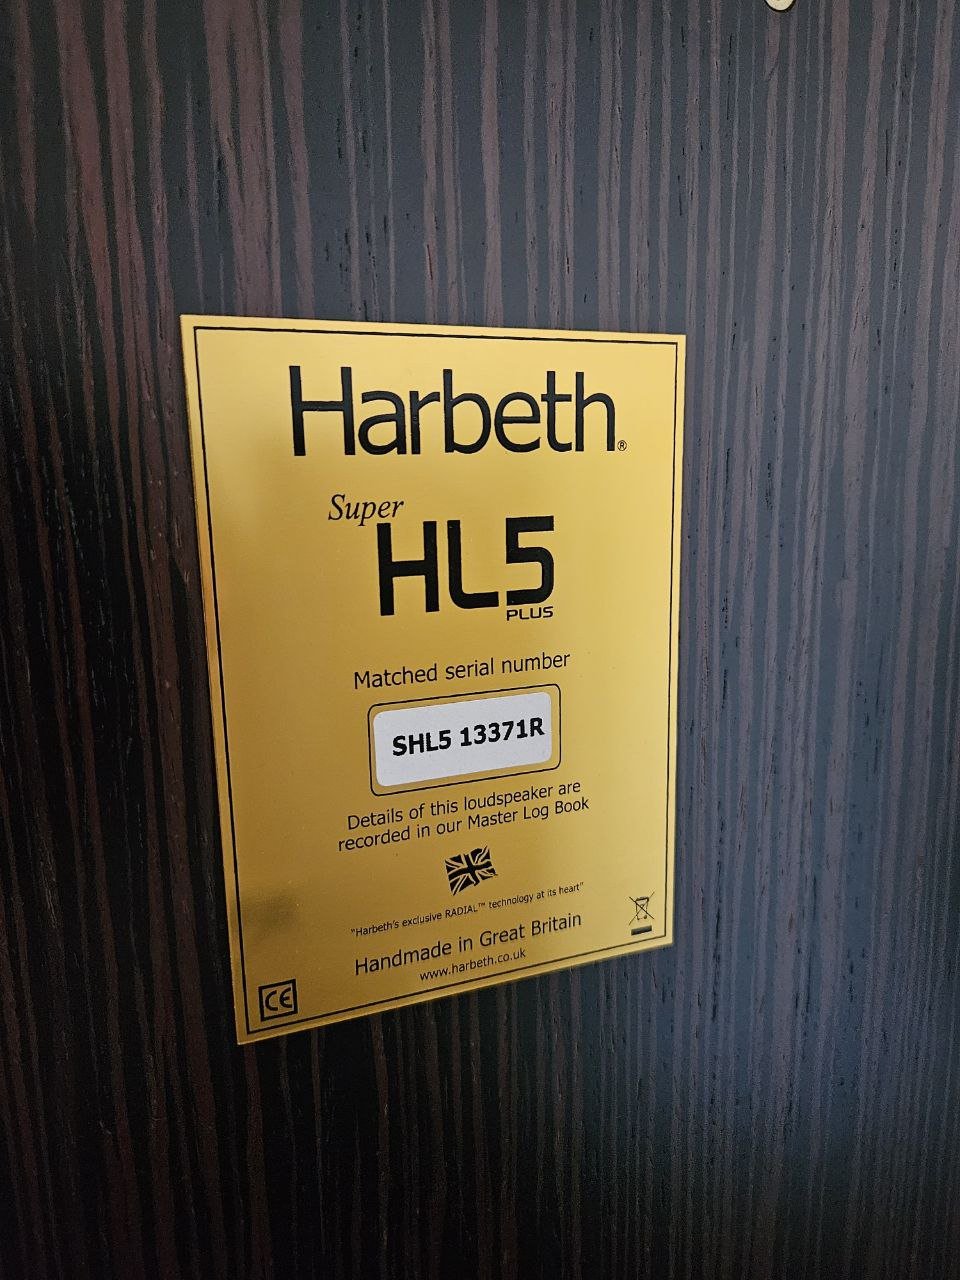 Harbeth®
Super
HL5
PLUS
Matched serial number
SHL5 13371R
Details of this loudspeaker are
recorded in our Master Log Book
"Harbeth's exclusive RADIAL™ technology at its heart"
Handmade in Great Britain
www.harbeth.co.uk
CE